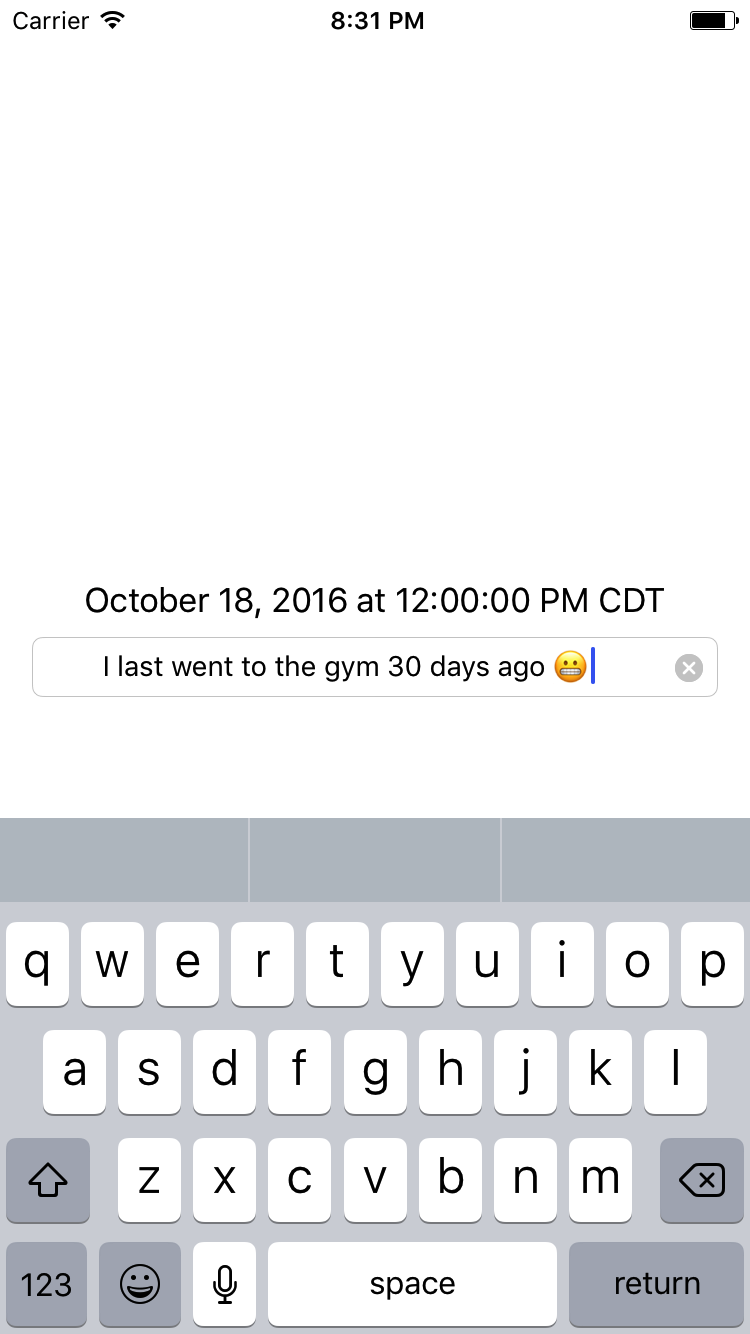 Carrier 8:31 PM
October 18, 2016 at 12:00:00 PM CDT
I last went to the gym 30 days ago 😬
q w e r t y u i o p
a s d f g h j k l
z x c v b n m
123 space return